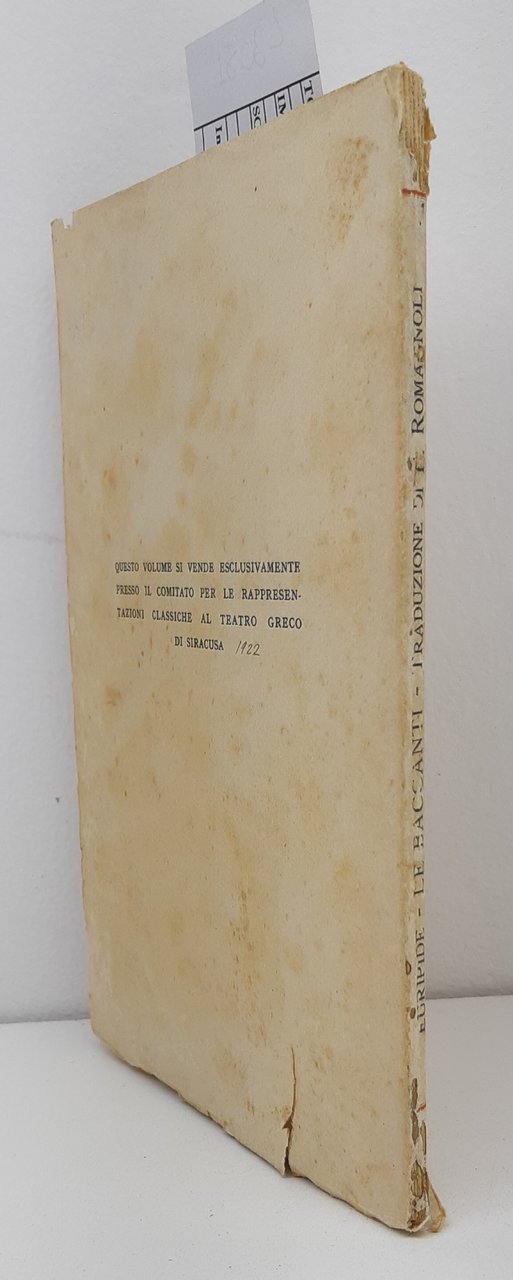 QUESTO VOLUME SI VENDE ESCLUSIVAMENTE
PRESSO IL COMITATO PER LE RAPPRESEN-
TAZIONI CLASSICHE AL TEATRO GRECO
DI SIRACUSA 1922
EURIPIDE - LE BACCANTI - TRADUZIONE DI E. ROMAGNOLI